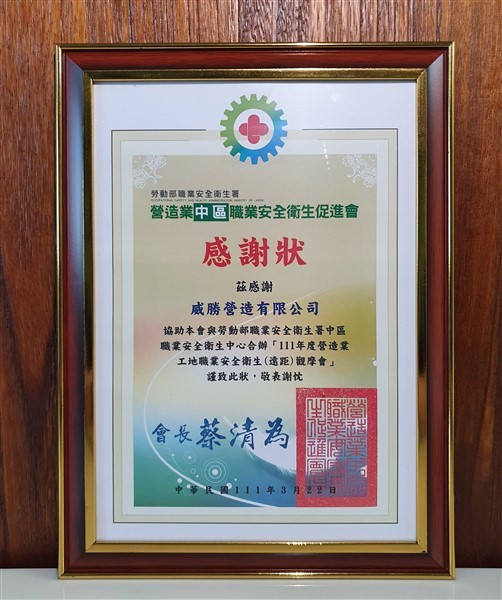 勞動部職業安全衛生署
OCCUPATIONAL SAFETY AND HEALTH ADMINISTRATION, MINISTRY OF LABOR
營造業中區職業安全衛生促進會
感謝狀
茲感謝
威勝營造有限公司
協助本會與勞動部職業安全衛生署中區
職業安全衛生中心合辦「111年度營造業
工地職業安全衛生(遠距)觀摩會」
謹致此狀，敬表謝忱
會長 蔡清為
中華民國111年3月22日